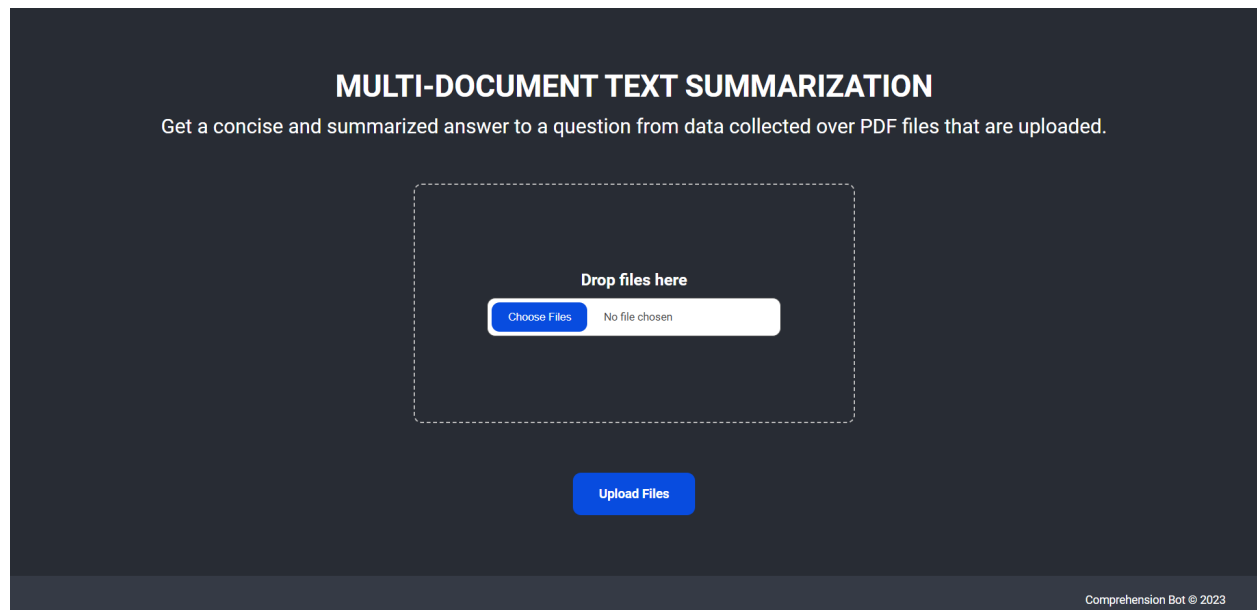 MULTI-DOCUMENT TEXT SUMMARIZATION
Get a concise and summarized answer to a question from data collected over PDF files that are uploaded.
Drop files here
Choose Files No file chosen
Upload Files
Comprehension Bot © 2023